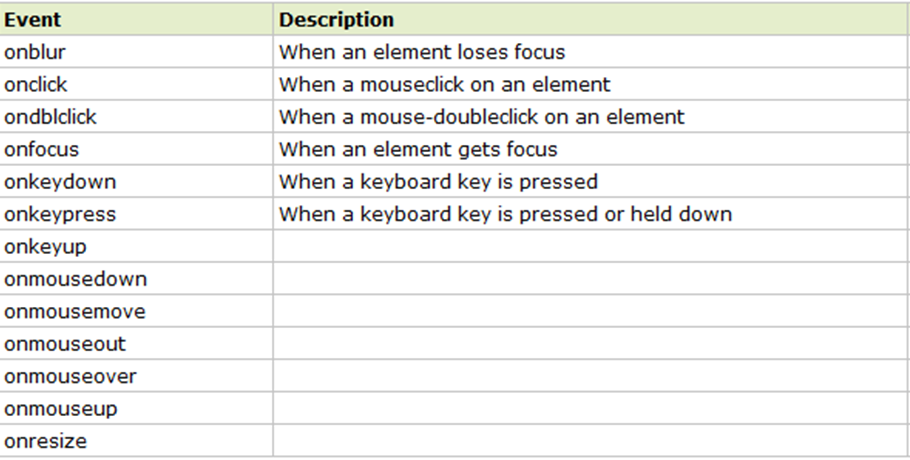 Event Description
onblur When an element loses focus
onclick When a mouseclick on an element
ondblclick When a mouse-doubleclick on an element
onfocus When an element gets focus
onkeydown When a keyboard key is pressed
onkeypress When a keyboard key is pressed or held down
onkeyup
onmousedown
onmousemove
onmouseout
onmouseover
onmouseup
onresize